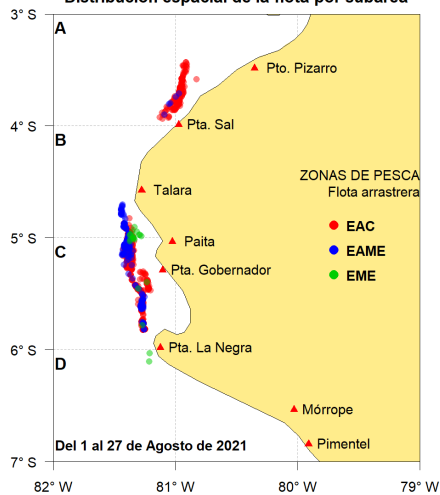 Distribución espacial de la flota por subárea
3° S
A
Pto. Pizarro
Pta. Sal
4° S
B
ZONAS DE PESCA
Flota arrastrera
Talara
EAC
5° S
C
Paita
EAME
Pta. Gobernador
EME
6° S
D
Pta. La Negra
Mórrope
Pimentel
Del 1 al 27 de Agosto de 2021
7° S
82° W
81° W
80° W
79° W